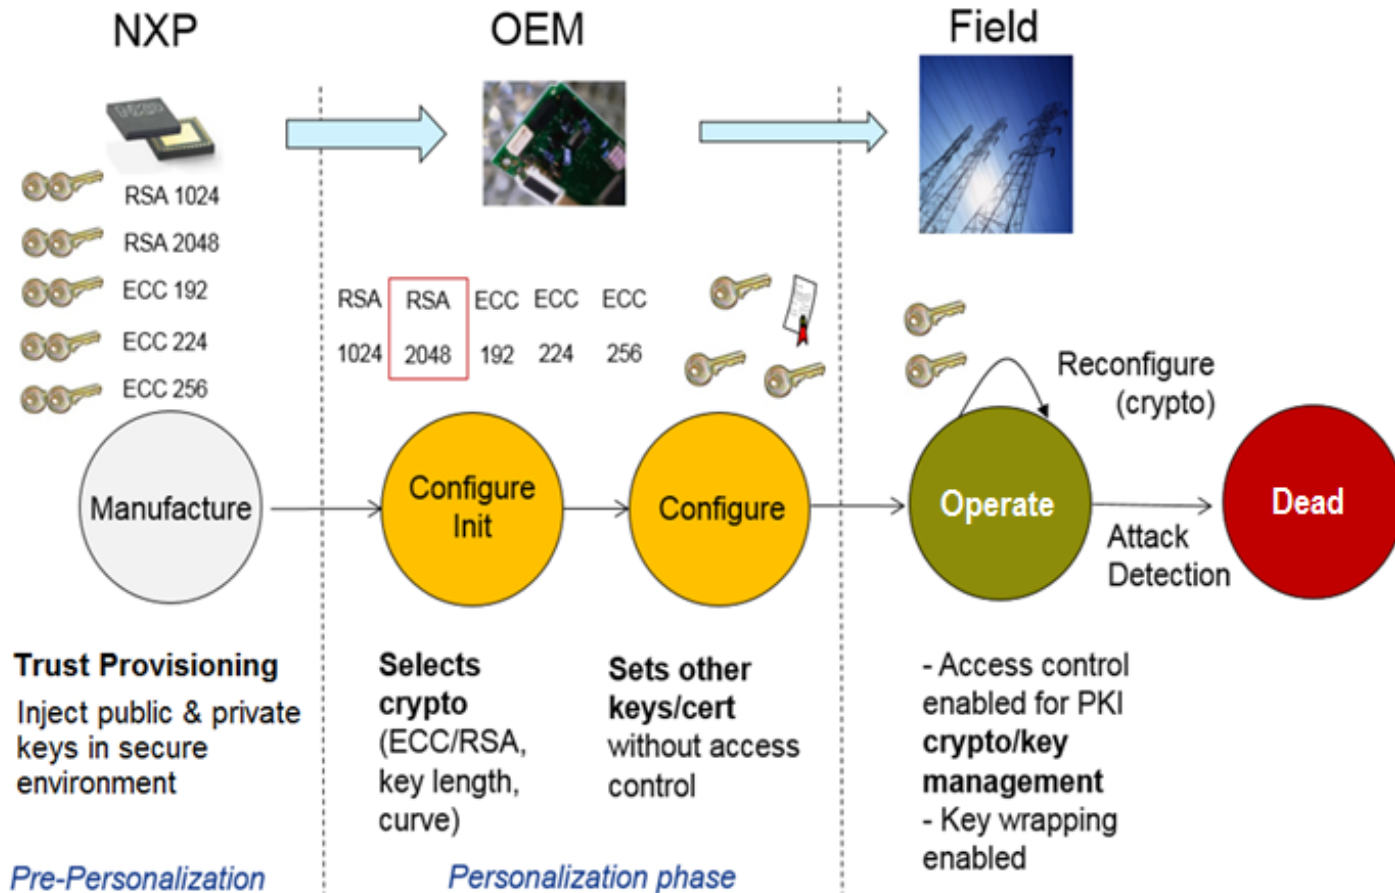 NXP
OEM
Field
RSA 1024
RSA 2048
ECC 192
ECC 224
ECC 256
RSA RSA ECC ECC ECC
1024 2048 192 224 256
Reconfigure
(crypto)
Manufacture
Configure
Init
Configure
Operate
Dead
Attack
Detection
Trust Provisioning
Inject public & private
keys in secure
environment
Selects
crypto
(ECC/RSA,
key length,
curve)
Sets other
keys/cert
without access
control
- Access control
enabled for PKI
crypto/key
management
- Key wrapping
enabled
Pre-Personalization
Personalization phase